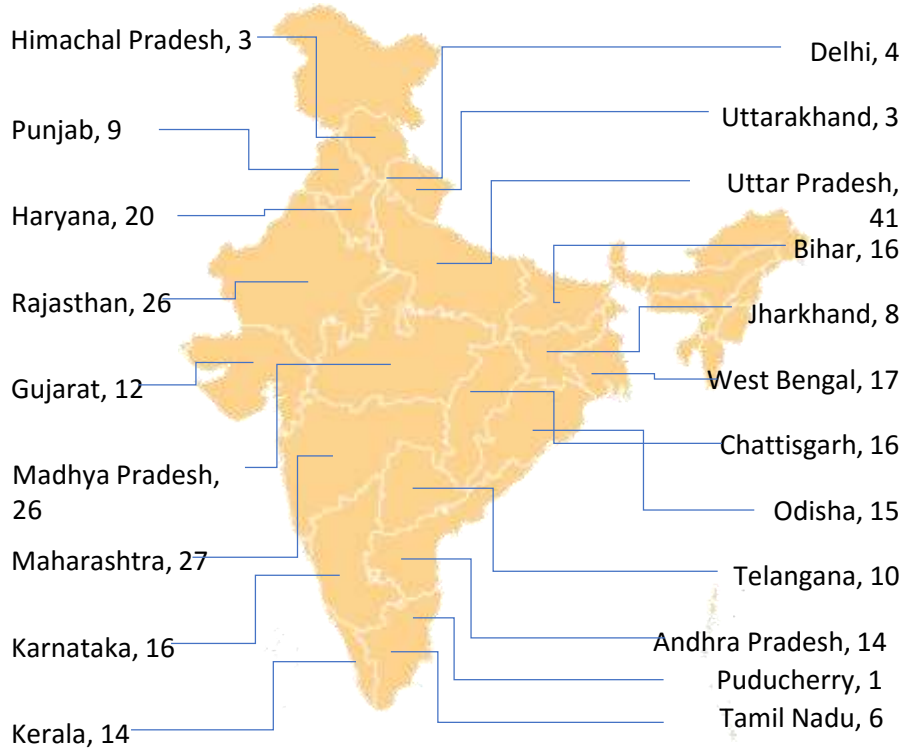 Himachal Pradesh, 3
Punjab, 9
Haryana, 20
Rajasthan, 26
Gujarat, 12
Madhya Pradesh,
26
Maharashtra, 27
Karnataka, 16
Kerala, 14
Delhi, 4
Uttarakhand, 3
Uttar Pradesh,
41
Bihar, 16
Jharkhand, 8
West Bengal, 17
Chattisgarh, 16
Odisha, 15
Telangana, 10
Andhra Pradesh, 14
Puducherry, 1
Tamil Nadu, 6